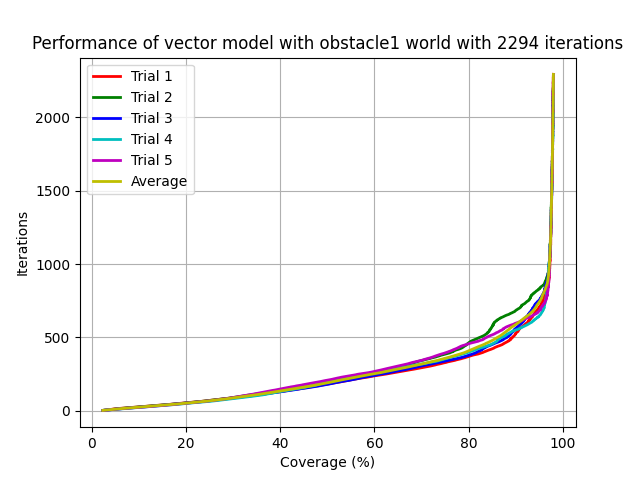 Performance of vector model with obstacle1 world with 2294 iterations
Trial 1
Trial 2
Trial 3
Trial 4
Trial 5
Average
2000
1500
1000
500
0
Iterations
0 20 40 60 80 100
Coverage (%)